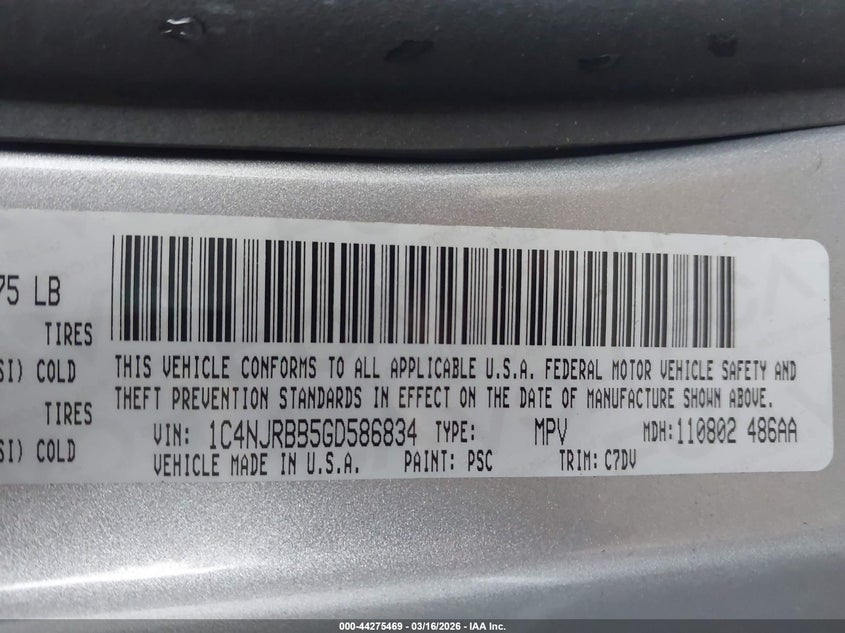 75 LB
TIRES
SI) COLD
TIRES
SI) COLD
THIS VEHICLE CONFORMS TO ALL APPLICABLE U.S.A. FEDERAL MOTOR VEHICLE SAFETY AND
THEFT PREVENTION STANDARDS IN EFFECT ON THE DATE OF MANUFACTURE SHOWN ABOVE.
VIN: 1C4NJRBB5GD586834 TYPE: MPV MDH:110802 486AA
VEHICLE MADE IN U.S.A. PAINT: PSC TRIM: C7DV
000-44275469 | 03/16/2026 - IAA Inc.